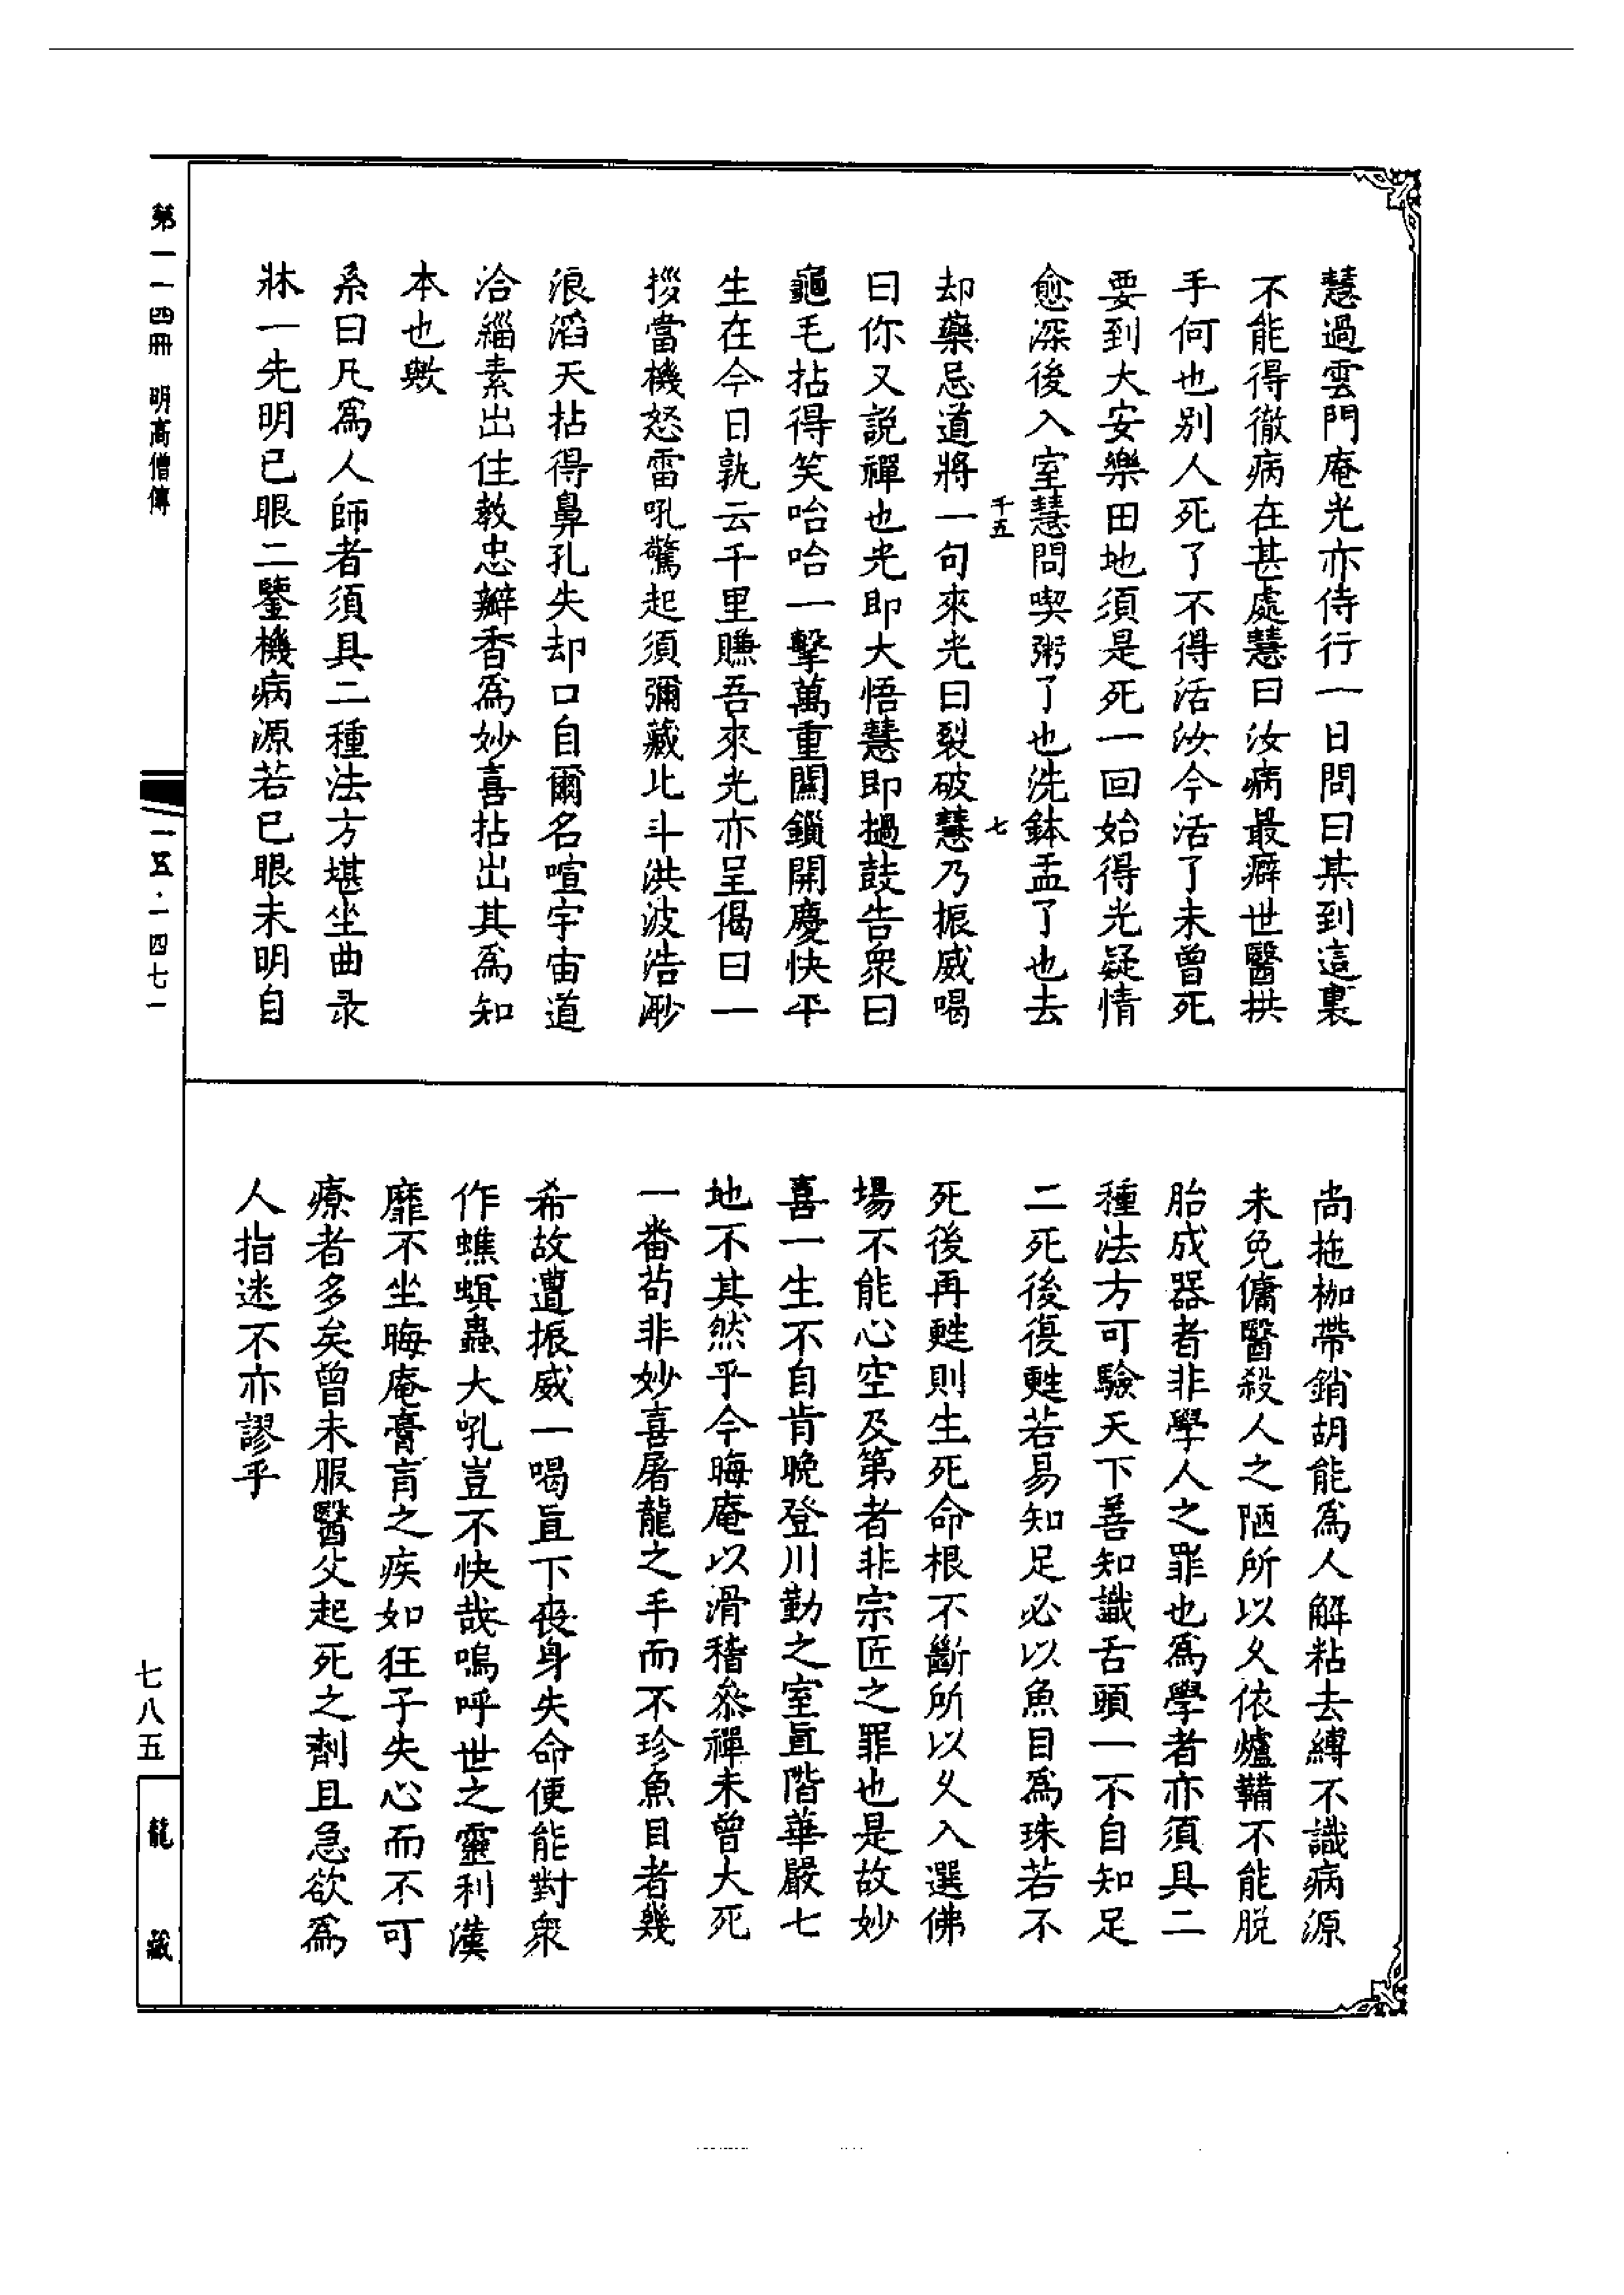 慧過雲門庵光亦侍行一日問曰某到這裏
不能得徹病在甚處慧曰汝病最癖世醫拱
手何也別人死了不得活汝今活了未曾死
要到大安樂田地須是死一回始得光疑情
愈深後入室慧問喫粥了也洗鉢盂了也去
千五 七
却藥忌道將一句來光曰裂破慧乃振威喝
曰你又説禪也光即大悟慧即撾鼓告衆曰
龜毛拈得笑咍咍一擊萬重關鎖開慶快平
生在今日孰云千里賺吾來光亦呈偈曰一
拶當機怒雷吼驚起須彌藏北斗洪波浩渺
浪滔天拈得鼻孔失却口自爾名喧宇宙道
洽緇素出住教忠瓣香爲妙喜拈出其爲知
本也歟
系曰凡爲人師者須具二種法方堪坐曲彔
牀一先明已眼二鑒機病源若已眼未明自
尚拖枷帶鎖胡能爲人解粘去縛不識病源
未免庸醫殺人之陋所以久依爐鞴不能脱
胎成器者非學人之罪也爲學者亦須具二
種法方可驗天下善知識舌頭一不自知足
二死後復甦若易知足必以魚目爲珠若不
死後再甦則生死命根不斷所以久入選佛
場不能心空及第者非宗匠之罪也是故妙
喜一生不自肯晚登川勤之室直階華嚴七
地不其然乎今晦庵以滑稽叅禪未曾大死
一番茍非妙喜屠龍之手而不珍魚目者幾
希故遭振威一喝直下喪身失命便能對衆
作蟭螟蟲大吼豈不快哉嗚呼世之靈利漢
靡不坐晦庵膏肓之疾如狂子失心而不可
療者多矣曾未服醫父起死之劑且急欲爲
人指迷不亦謬乎
第一一四冊 明高僧傳
一五·一四七一
七八五
龍藏